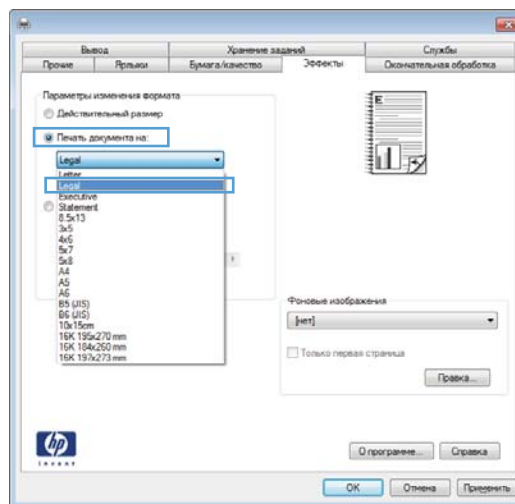 Вывод
Хранение заданий
Службы
Прочие
Ярлыки
Бумага/качество
Эффекты
Окончательная обработка
Параметры изменения формата
Действительный размер
Печать документа на:
Legal
Letter
Legal
Executive
Statement
8.5x13
3x5
4x6
5x7
5x8
A4
A5
A6
B5 (JIS)
B6 (JIS)
10x15cm
16K 195x270 mm
16K 184x260 mm
16K 197x273 mm
E
Фоновые изображения
[нет]
Только первая страница
Правка...
hp
invent
О программе...
Справка
OK
Отмена
Применить